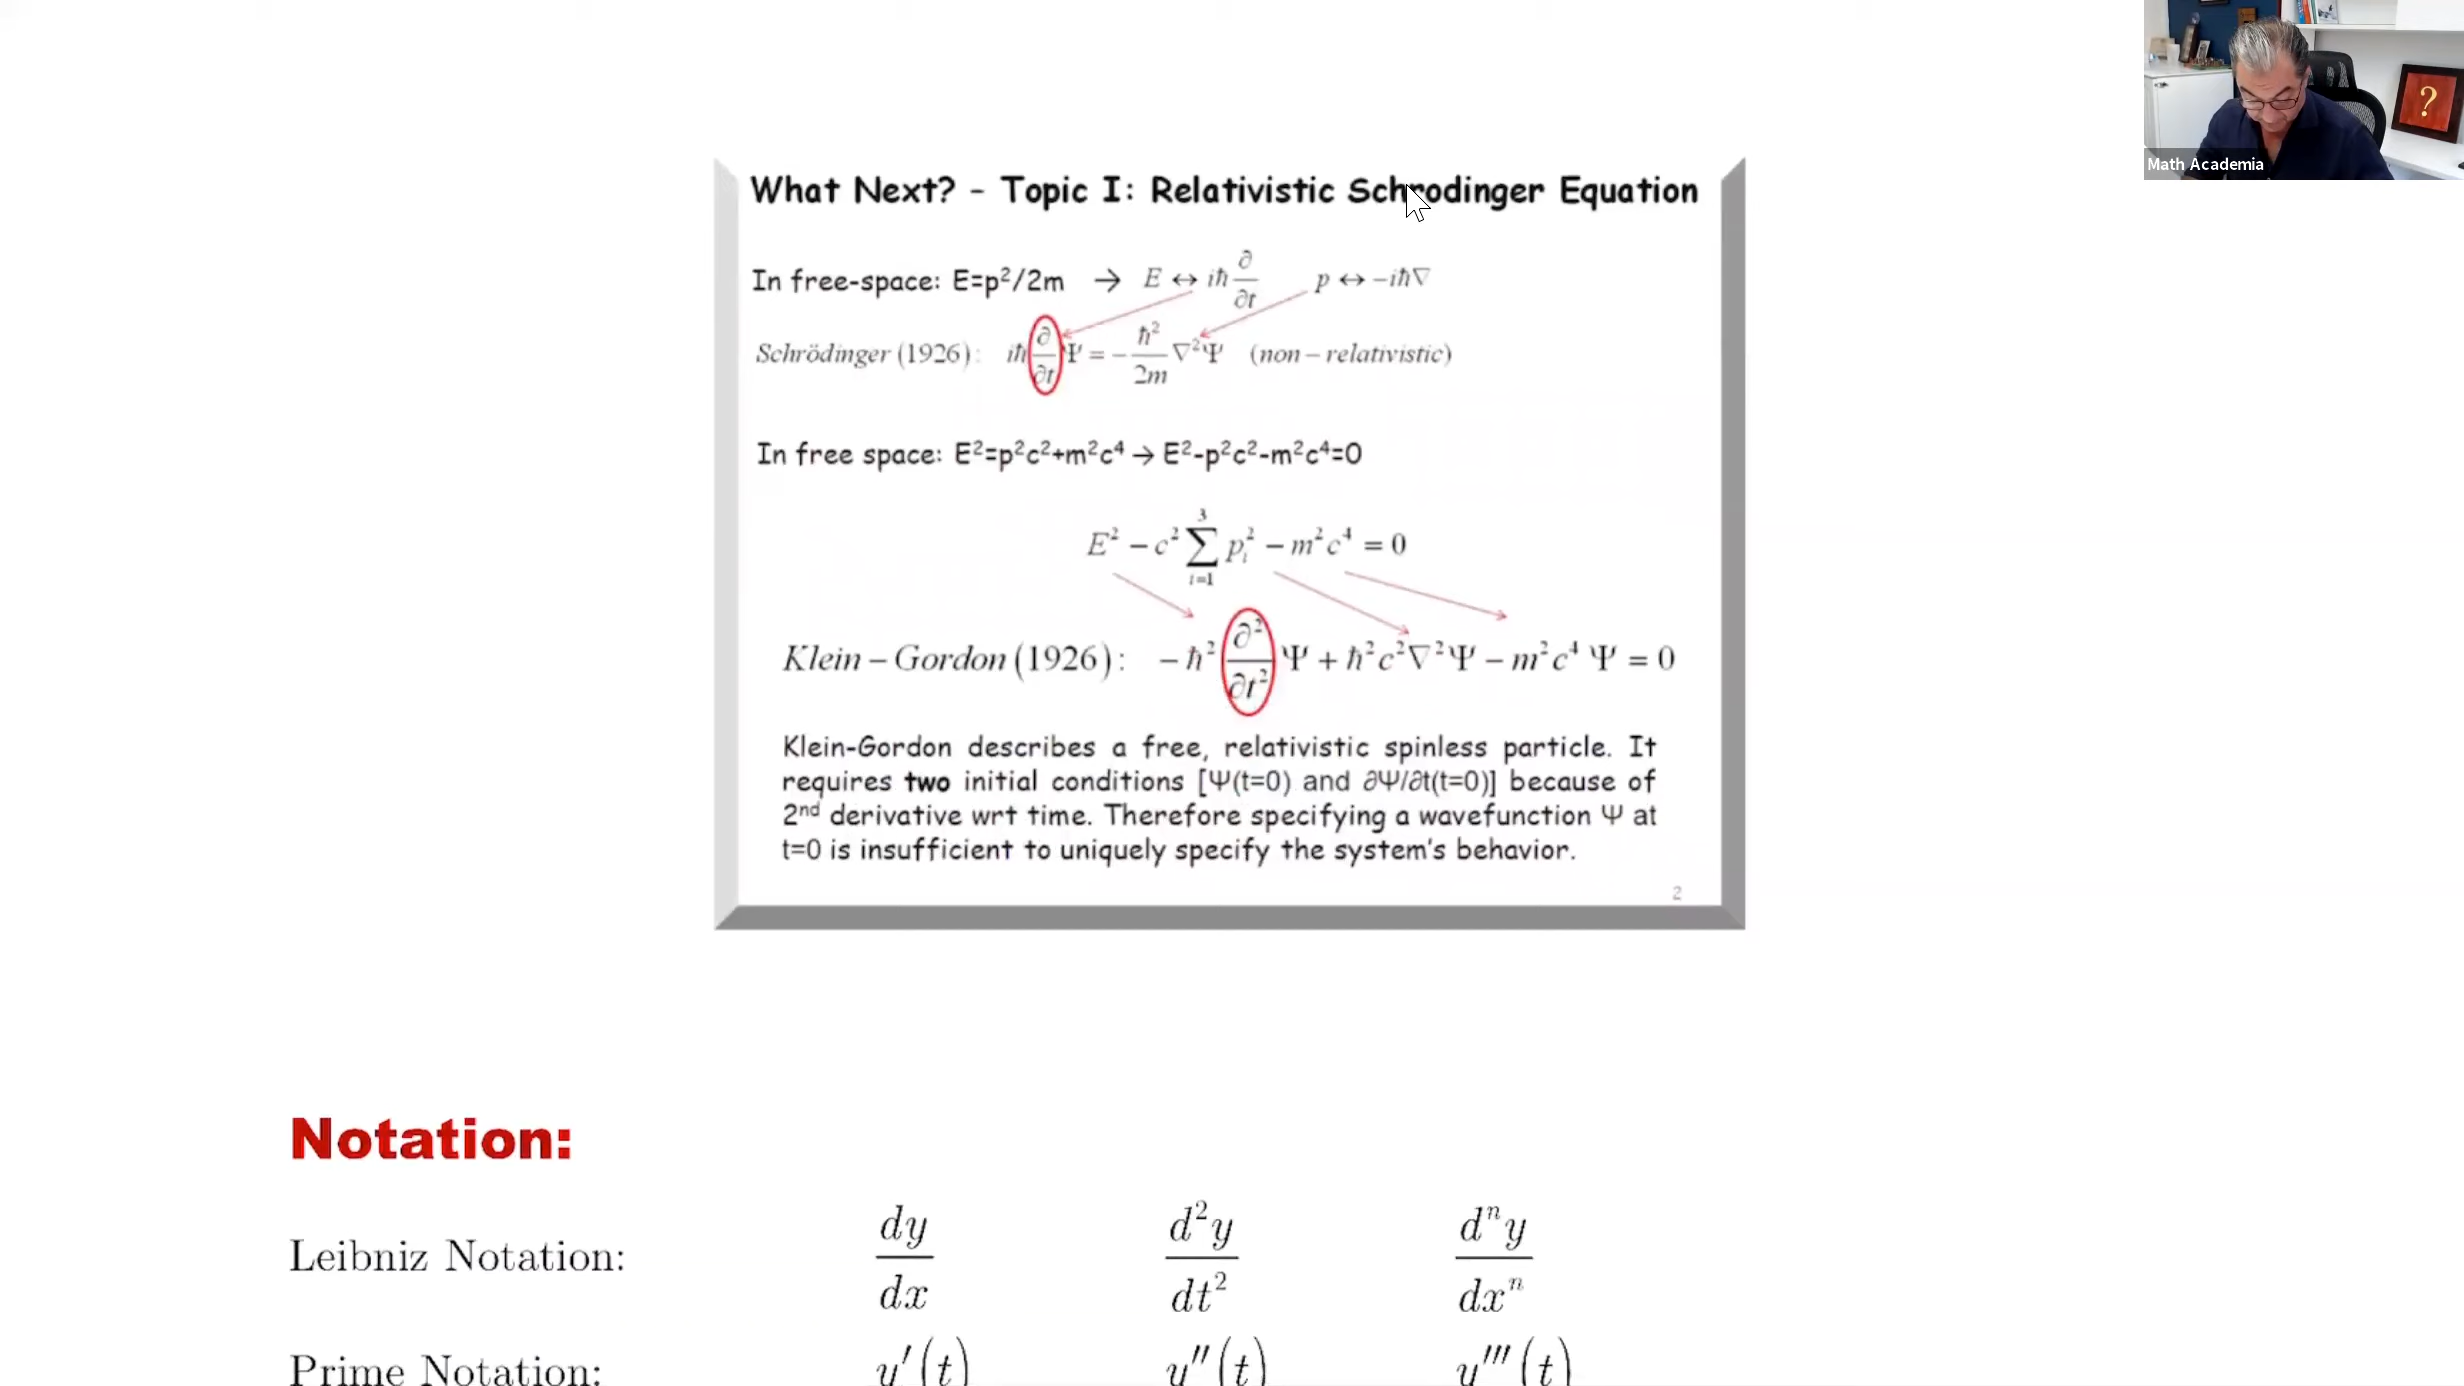 ?
Math Academia
What Next? - Topic I: Relativistic Schrodinger Equation
In free-space: E=p²/2m → E ↔ iħ ∂/∂t p ↔ -iħ∇
Schrödinger (1926): iħ ∂/∂t Ψ = - ħ²/2m ∇²Ψ (non - relativistic)
In free space: E²=p²c²+m²c⁴ → E²-p²c²-m²c⁴=0
E² - c² ∑ᵢ₌₁³ pᵢ² - m²c⁴ = 0
Klein - Gordon (1926): -ħ² ∂²/∂t² Ψ + ħ²c²∇²Ψ - m²c⁴ Ψ = 0
Klein-Gordon describes a free, relativistic spinless particle. It
requires two initial conditions [Ψ(t=0) and ∂Ψ/∂t(t=0)] because of
2nd derivative wrt time. Therefore specifying a wavefunction Ψ at
t=0 is insufficient to uniquely specify the system's behavior.
2
Notation:
Leibniz Notation: dy/dx d²y/dt² dⁿy/dxⁿ
Prime Notation: y′(t) y″(t) y‴(t)